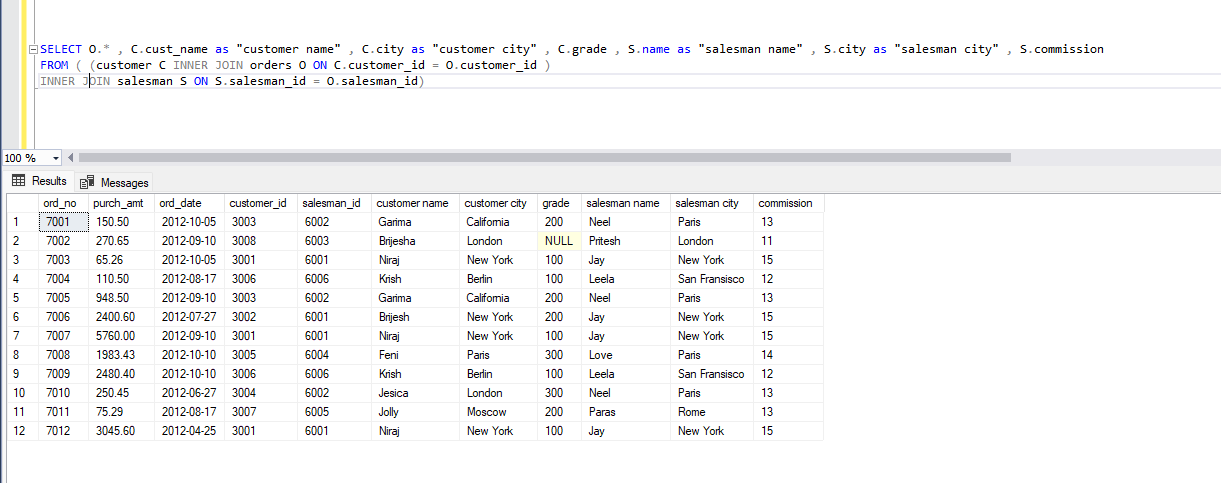 SELECT O.* , C.cust_name as "customer name" , C.city as "customer city" , C.grade , S.name as "salesman name" , S.city as "salesman city" , S.commission
FROM ( (customer C INNER JOIN orders O ON C.customer_id = O.customer_id )
INNER JOIN salesman S ON S.salesman_id = O.salesman_id)
100 %
Results Messages
ord_no purch_amt ord_date customer_id salesman_id customer name customer city grade salesman name salesman city commission
1 7001 150.50 2012-10-05 3003 6002 Garima California 200 Neel Paris 13
2 7002 270.65 2012-09-10 3008 6003 Brijesha London NULL Pritesh London 11
3 7003 65.26 2012-10-05 3001 6001 Niraj New York 100 Jay New York 15
4 7004 110.50 2012-08-17 3006 6006 Krish Berlin 100 Leela San Fransisco 12
5 7005 948.50 2012-09-10 3003 6002 Garima California 200 Neel Paris 13
6 7006 2400.60 2012-07-27 3002 6001 Brijesh New York 200 Jay New York 15
7 7007 5760.00 2012-09-10 3001 6001 Niraj New York 100 Jay New York 15
8 7008 1983.43 2012-10-10 3005 6004 Feni Paris 300 Love Paris 14
9 7009 2480.40 2012-10-10 3006 6006 Krish Berlin 100 Leela San Fransisco 12
10 7010 250.45 2012-06-27 3004 6002 Jesica London 300 Neel Paris 13
11 7011 75.29 2012-08-17 3007 6005 Jolly Moscow 200 Paras Rome 13
12 7012 3045.60 2012-04-25 3001 6001 Niraj New York 100 Jay New York 15